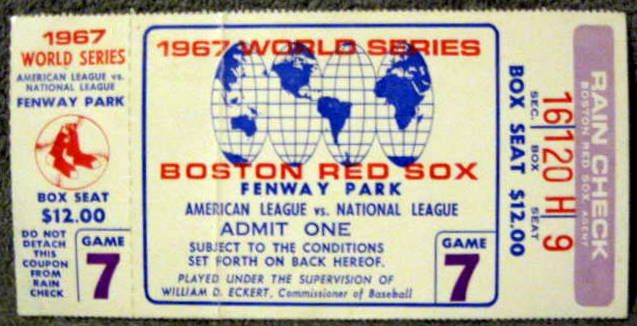 1967
WORLD SERIES
AMERICAN LEAGUE vs.
NATIONAL LEAGUE
FENWAY PARK
BOX SEAT
$12.00
DO NOT
DETACH
THIS
COUPON
FROM
RAIN
CHECK
GAME
7
1967 WORLD SERIES
BOSTON RED SOX
FENWAY PARK
AMERICAN LEAGUE vs. NATIONAL LEAGUE
ADMIT ONE
SUBJECT TO THE CONDITIONS
SET FORTH ON BACK HEREOF.
PLAYED UNDER THE SUPERVISION OF
WILLIAM D. ECKERT, Commissioner of Baseball
GAME
7
BOX SEAT $12.00
SEC. BOX SEAT
16 120 H 9
RAIN CHECK
BOSTON RED SOX, AGENT